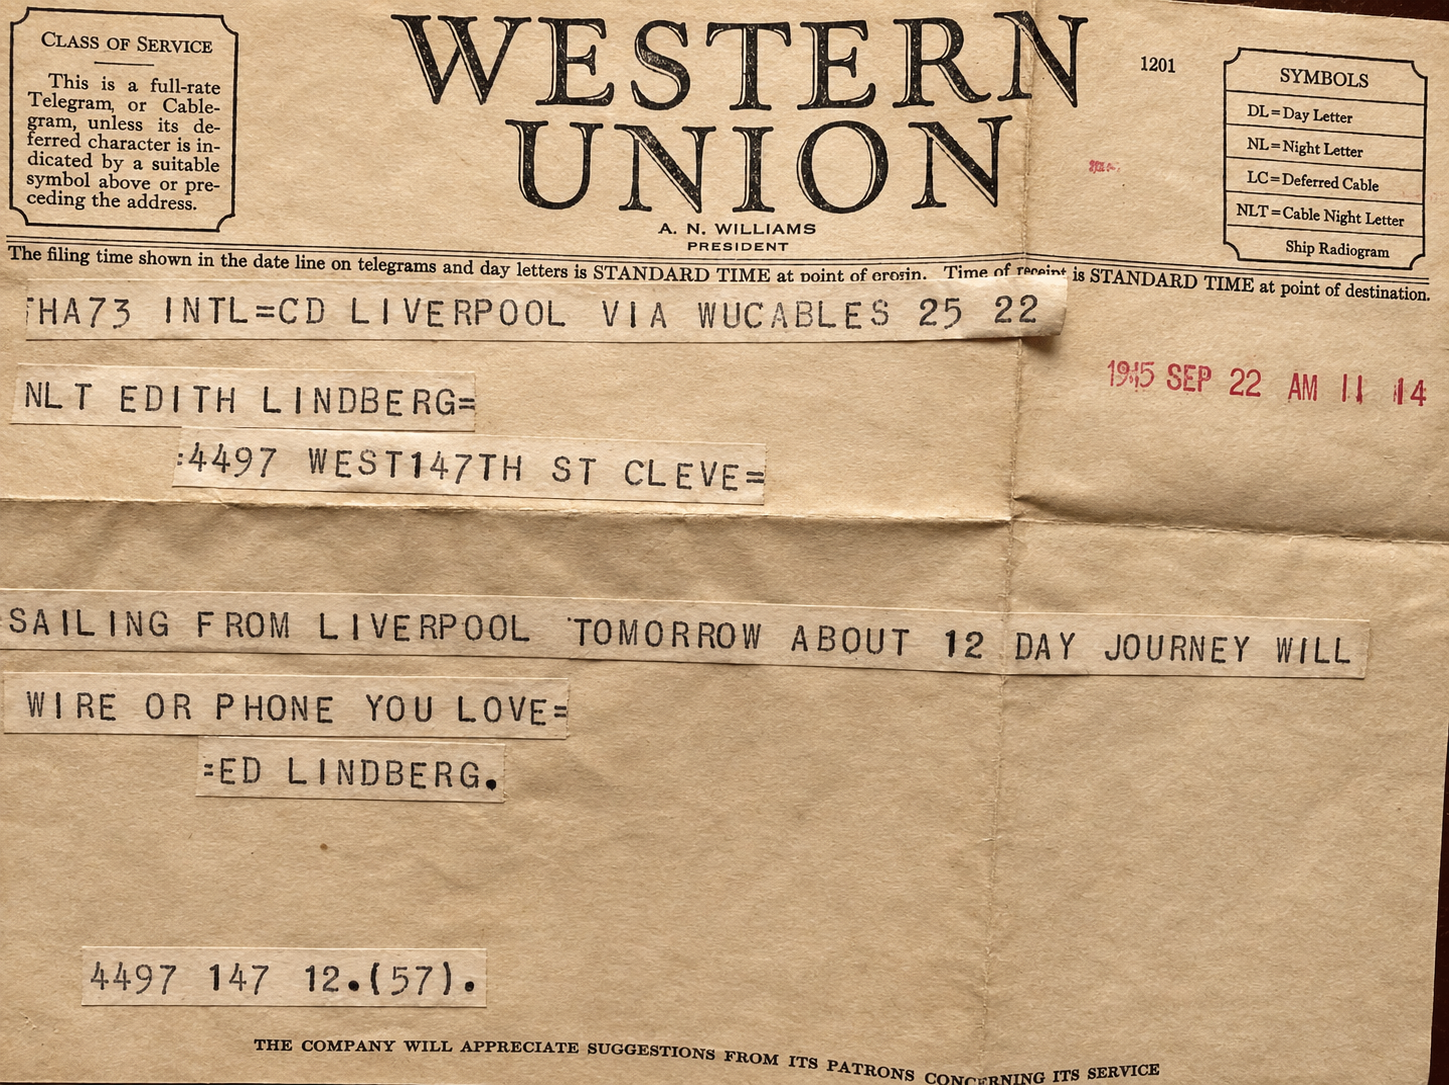 CLASS OF SERVICE
This is a full-rate
Telegram, or Cable-
gram, unless its de-
ferred character is in-
dicated by a suitable
symbol above or pre-
ceding the address.
WESTERN
UNION
A. N. WILLIAMS
PRESIDENT
1201
SYMBOLS
DL=Day Letter
NL=Night Letter
LC=Deferred Cable
NLT=Cable Night Letter
Ship Radiogram
The filing time shown in the date line on telegrams and day letters is STANDARD TIME at point of Time of receipt is STANDARD TIME at point of destination.
HA73 INTL=CD LIVERPOOL VIA WUCABLES 25 22
SEP 22 AM 11 14
NLT EDITH LINDBERG=
:4497 WEST147TH ST CLEVE=
SAILING FROM LIVERPOOL TOMORROW ABOUT 12 DAY JOURNEY WILL
WIRE OR PHONE YOU LOVE=
=ED LINDBERG.
4497 147 12.(57).
THE COMPANY WILL APPRECIATE SUGGESTIONS FROM ITS PATRONS CONCERNING ITS SERVICE